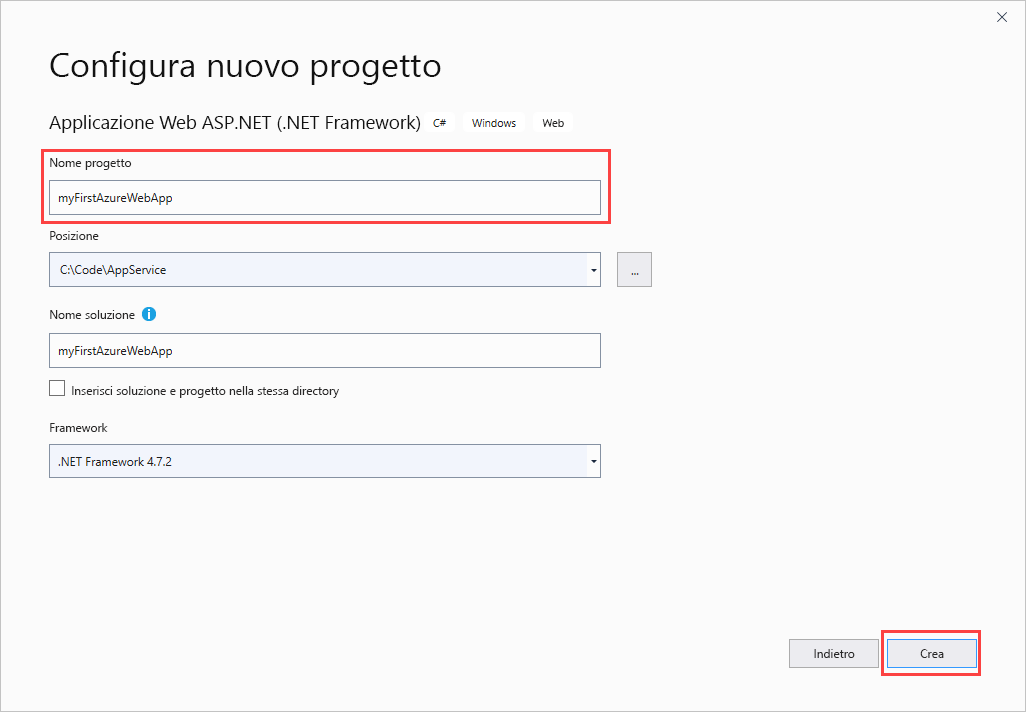 Configura nuovo progetto
Applicazione Web ASP.NET (.NET Framework) C# Windows Web
Nome progetto
myFirstAzureWebApp
Posizione
C:\Code\AppService
...
Nome soluzione
myFirstAzureWebApp
Inserisci soluzione e progetto nella stessa directory
Framework
.NET Framework 4.7.2
Indietro Crea